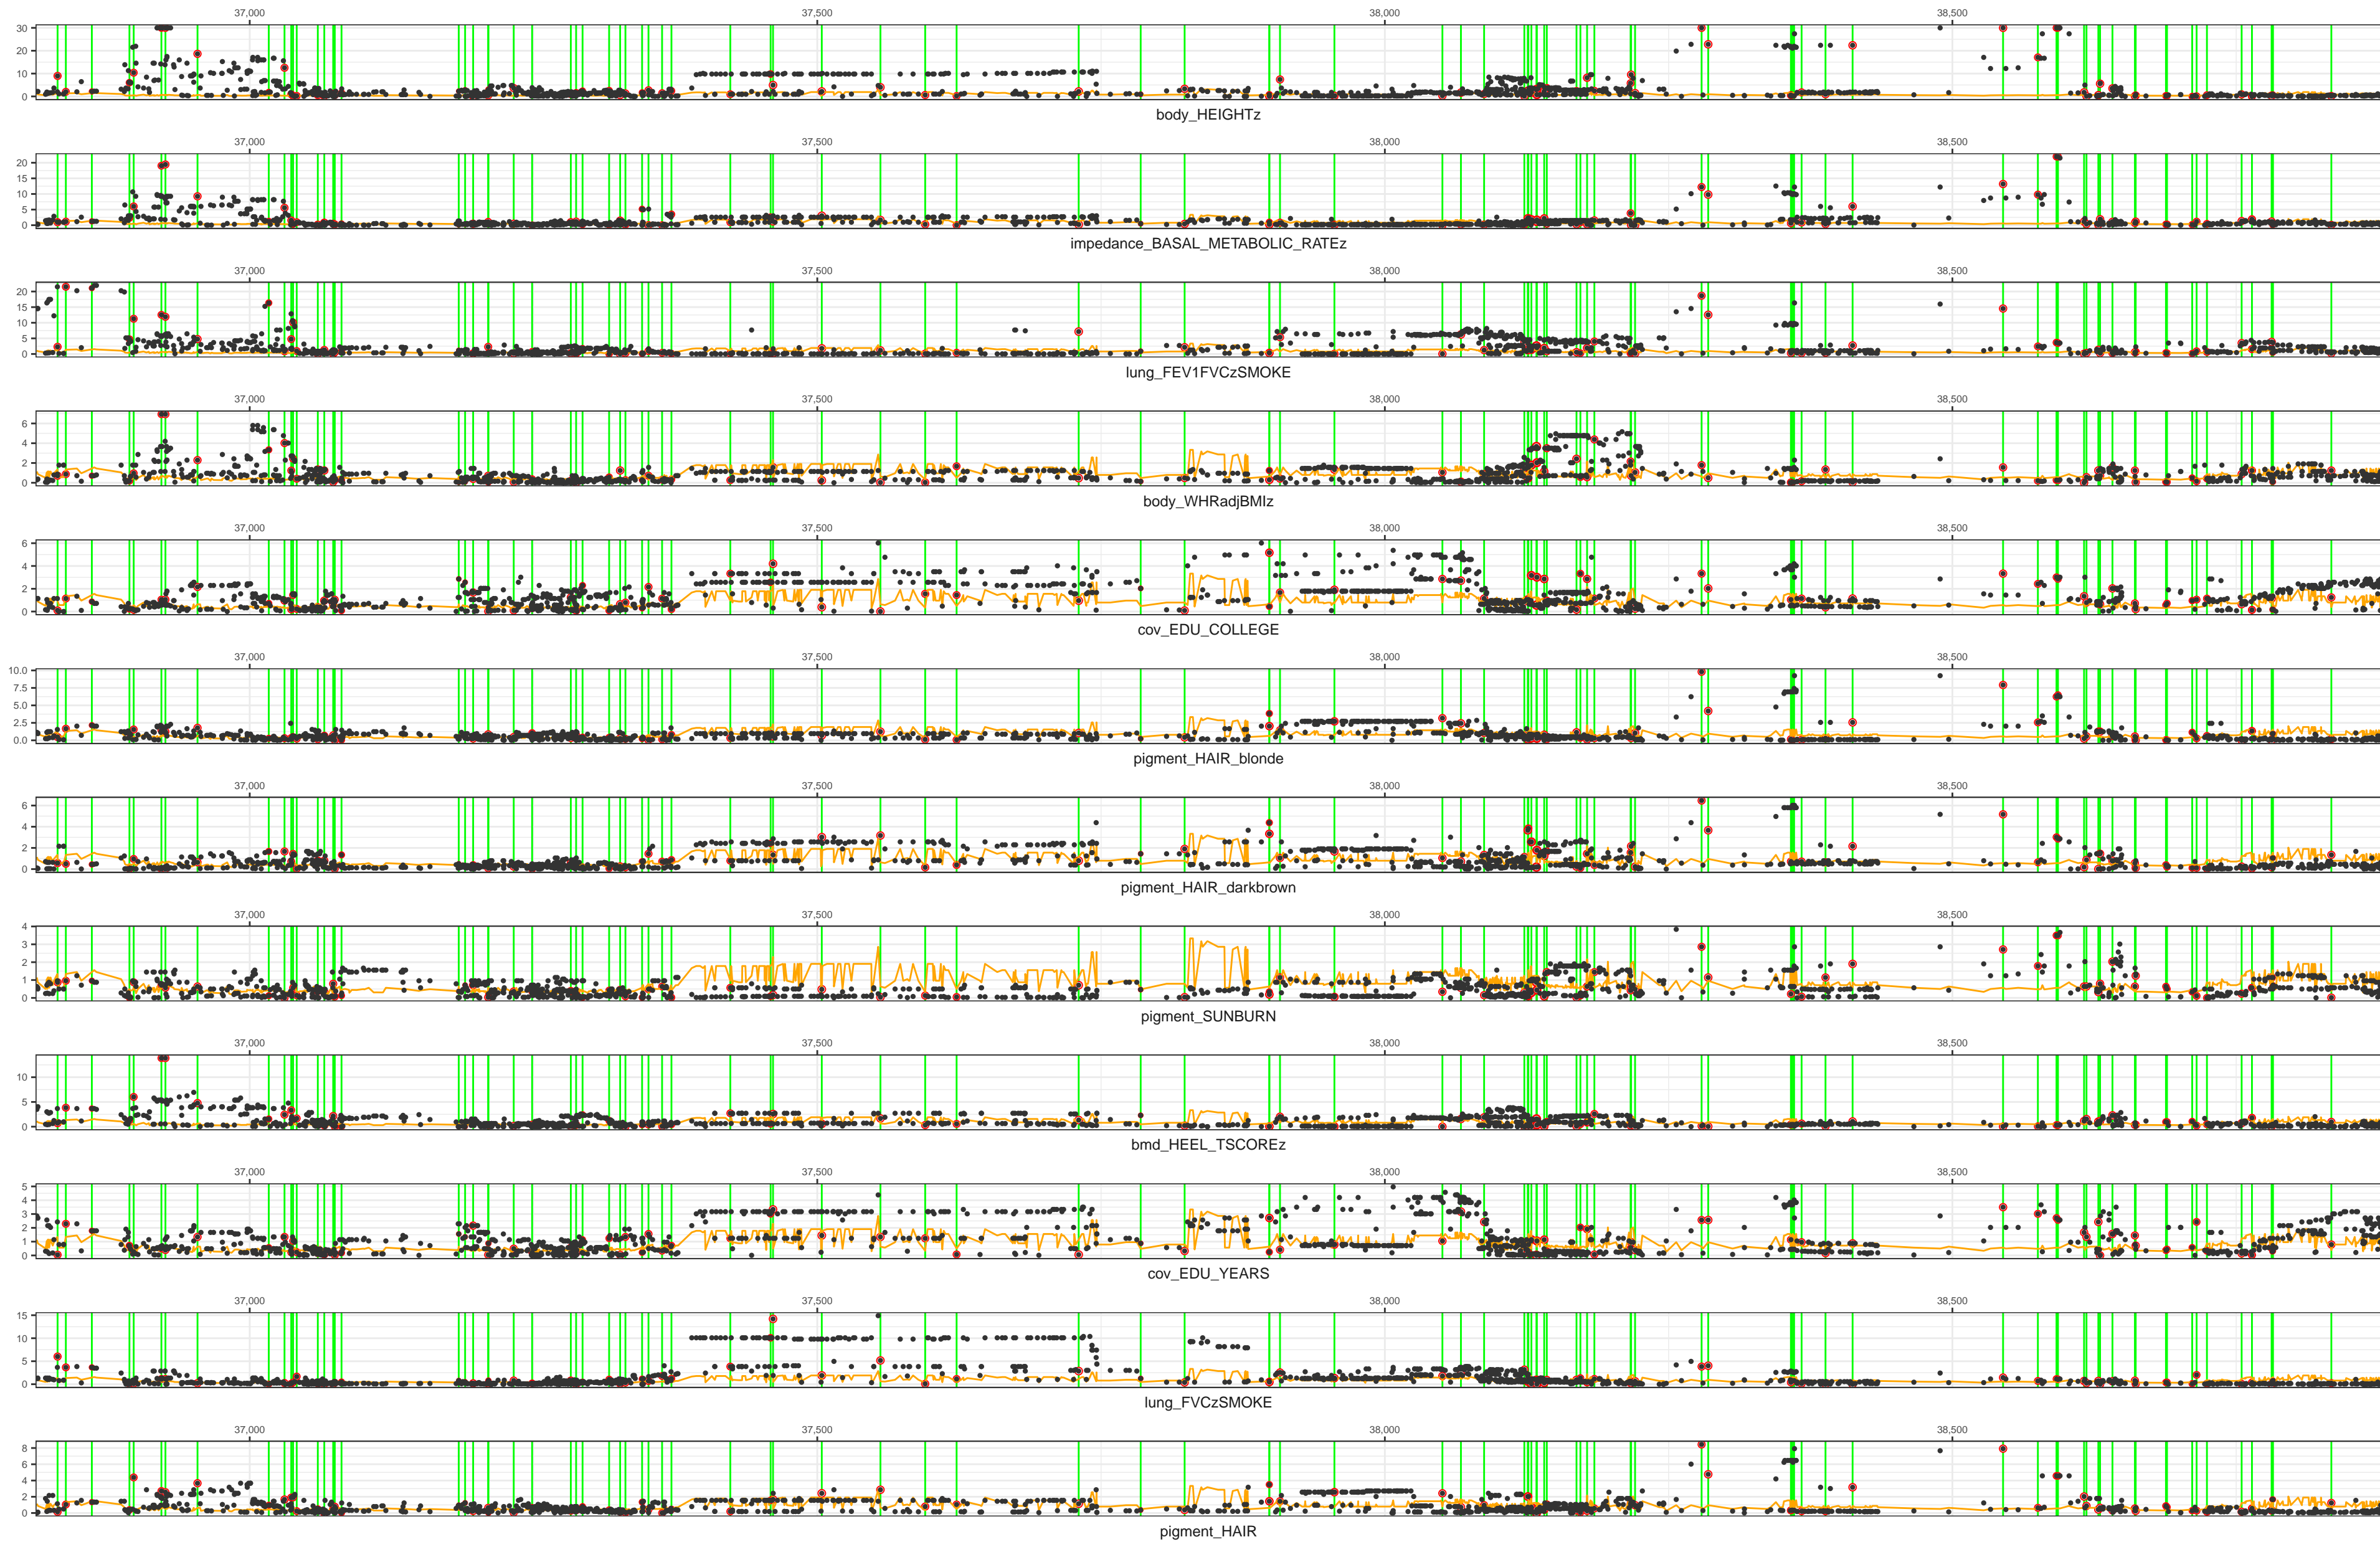 37,000 37,500 38,000 38,500
30
20
10
0
body_HEIGHTz
37,000 37,500 38,000 38,500
20
15
10
5
0
impedance_BASAL_METABOLIC_RATEz
37,000 37,500 38,000 38,500
20
15
10
5
0
lung_FEV1FVCzSMOKE
37,000 37,500 38,000 38,500
6
4
2
0
body_WHRadjBMIz
37,000 37,500 38,000 38,500
6
4
2
0
cov_EDU_COLLEGE
37,000 37,500 38,000 38,500
10.0
7.5
5.0
2.5
0.0
pigment_HAIR_blonde
37,000 37,500 38,000 38,500
6
4
2
0
pigment_HAIR_darkbrown
37,000 37,500 38,000 38,500
4
3
2
1
0
pigment_SUNBURN
37,000 37,500 38,000 38,500
10
5
0
bmd_HEEL_TSCOREz
37,000 37,500 38,000 38,500
5
4
3
2
1
0
cov_EDU_YEARS
37,000 37,500 38,000 38,500
15
10
5
0
lung_FVCzSMOKE
37,000 37,500 38,000 38,500
8
6
4
2
0
pigment_HAIR